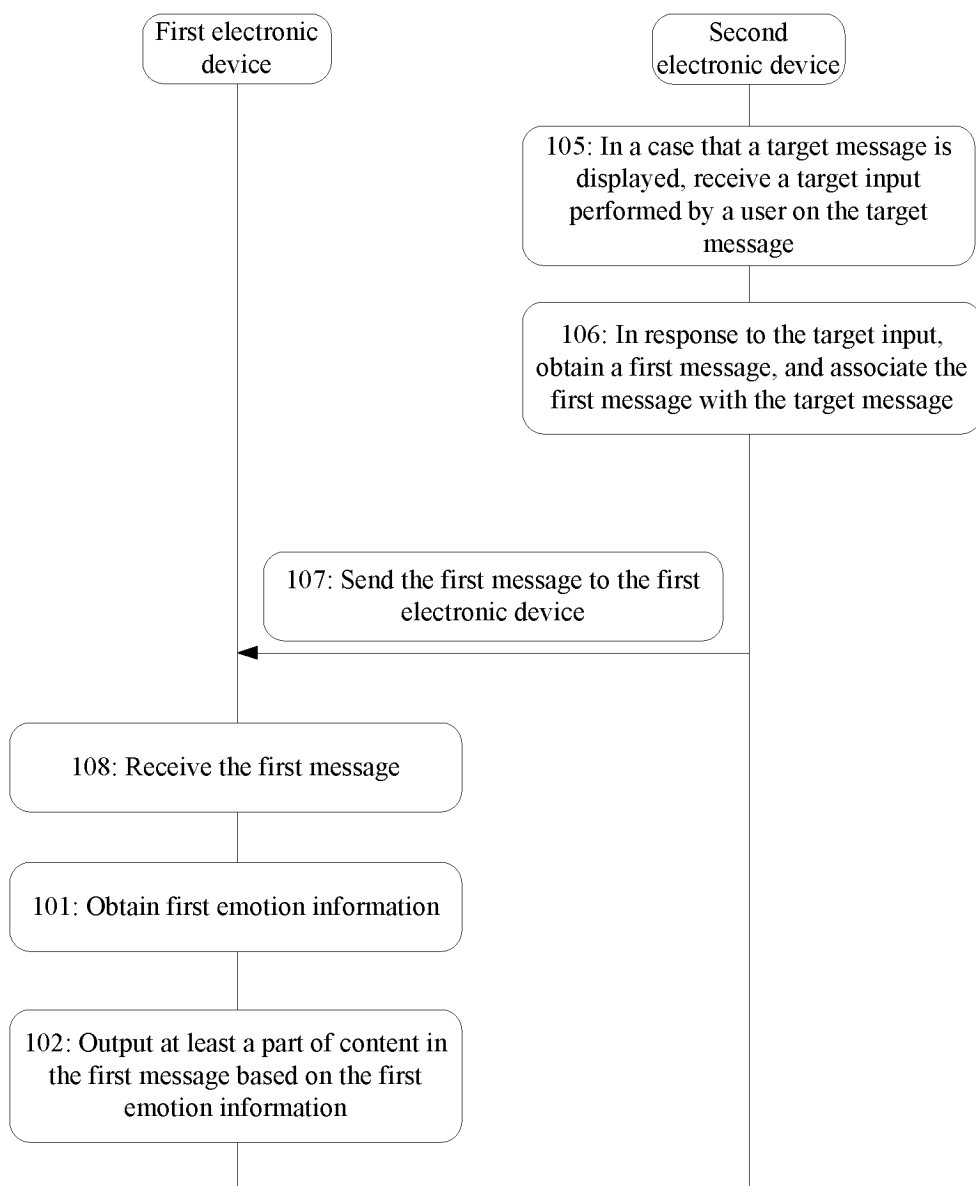 First electronic
device
Second
electronic device
105: In a case that a target message is
displayed, receive a target input
performed by a user on the target
message
106: In response to the target input,
obtain a first message, and associate the
first message with the target message
107: Send the first message to the first
electronic device
108: Receive the first message
101: Obtain first emotion information
102: Output at least a part of content in
the first message based on the first
emotion information